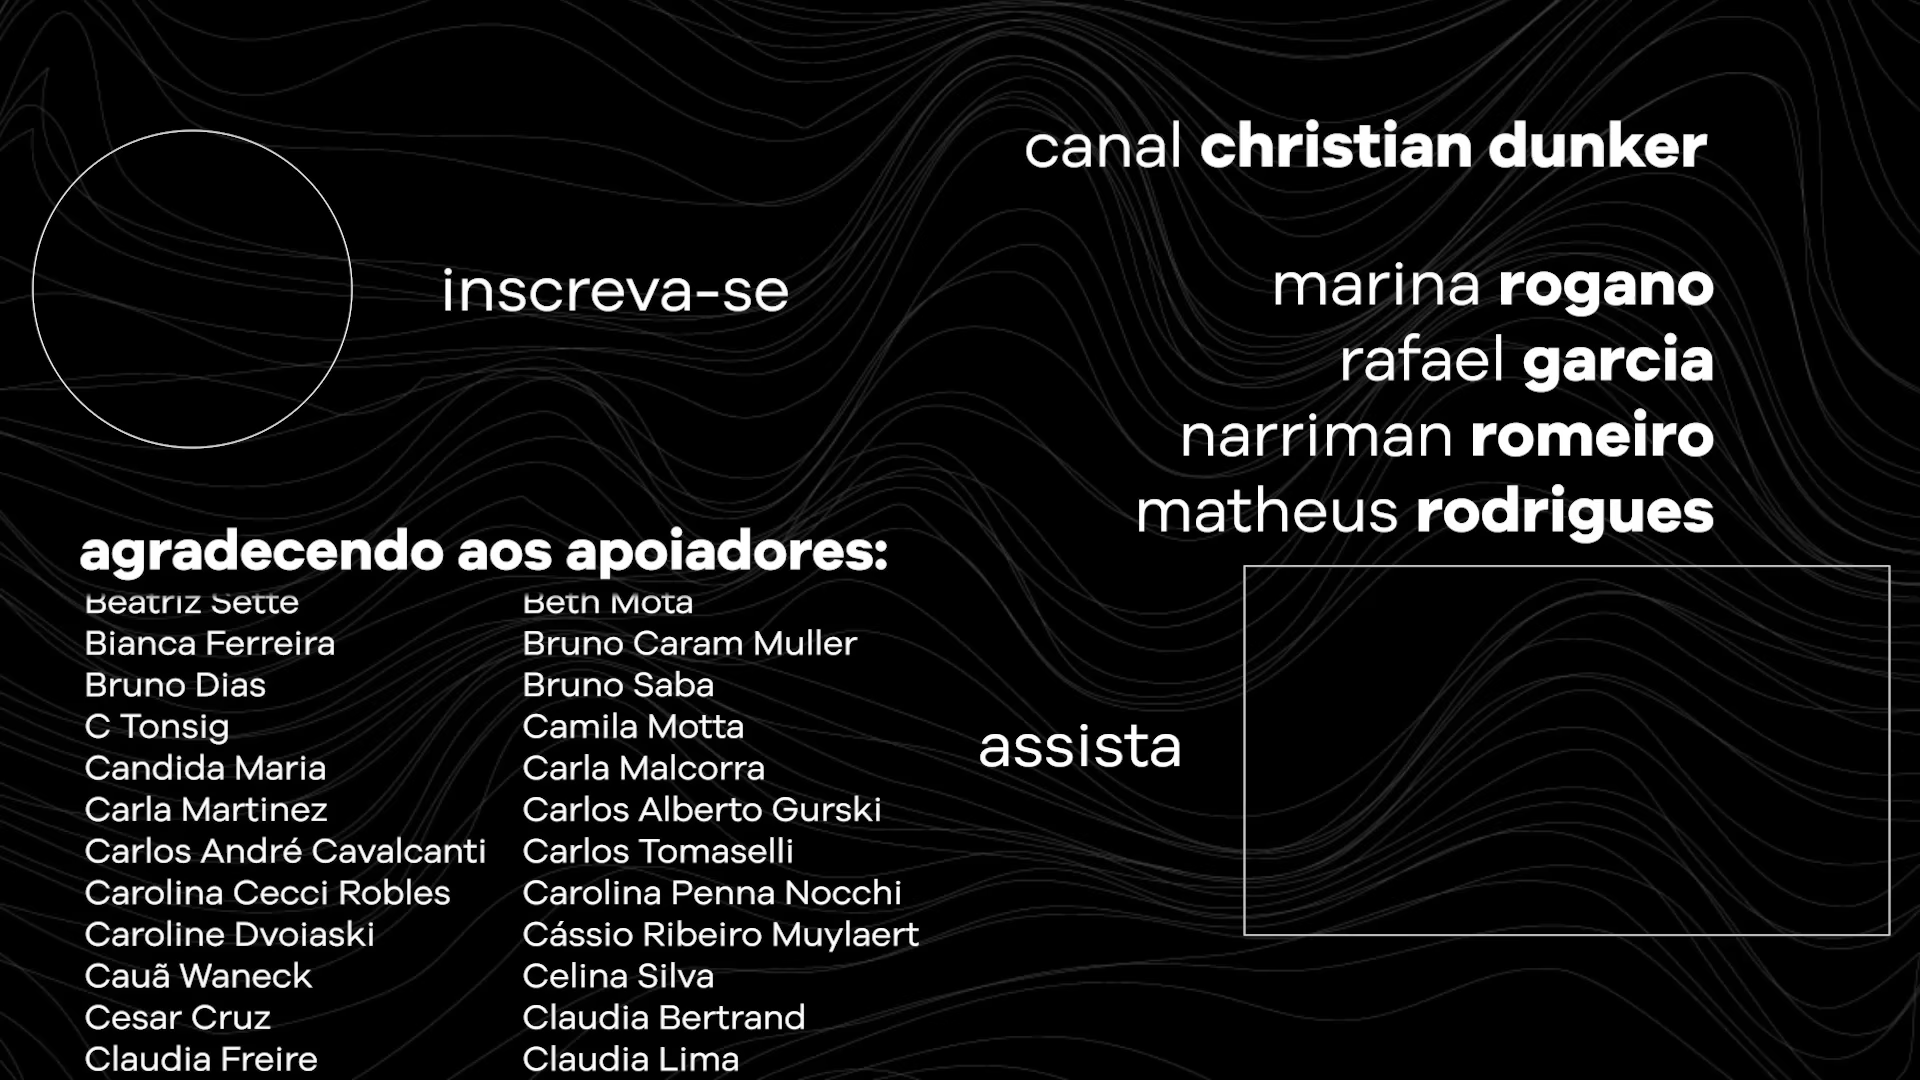 canal christian dunker
inscreva-se
marina rogano
rafael garcia
narriman romeiro
matheus rodrigues
agradecendo aos apoiadores:
Beatriz Sette
Bianca Ferreira
Bruno Dias
C Tonsig
Candida Maria
Carla Martinez
Carlos André Cavalcanti
Carolina Cecci Robles
Caroline Dvoiaski
Cauã Waneck
Cesar Cruz
Claudia Freire
Beth Mota
Bruno Caram Muller
Bruno Saba
Camila Motta
Carla Malcorra
Carlos Alberto Gurski
Carlos Tomaselli
Carolina Penna Nocchi
Cássio Ribeiro Muylaert
Celina Silva
Claudia Bertrand
Claudia Lima
assista